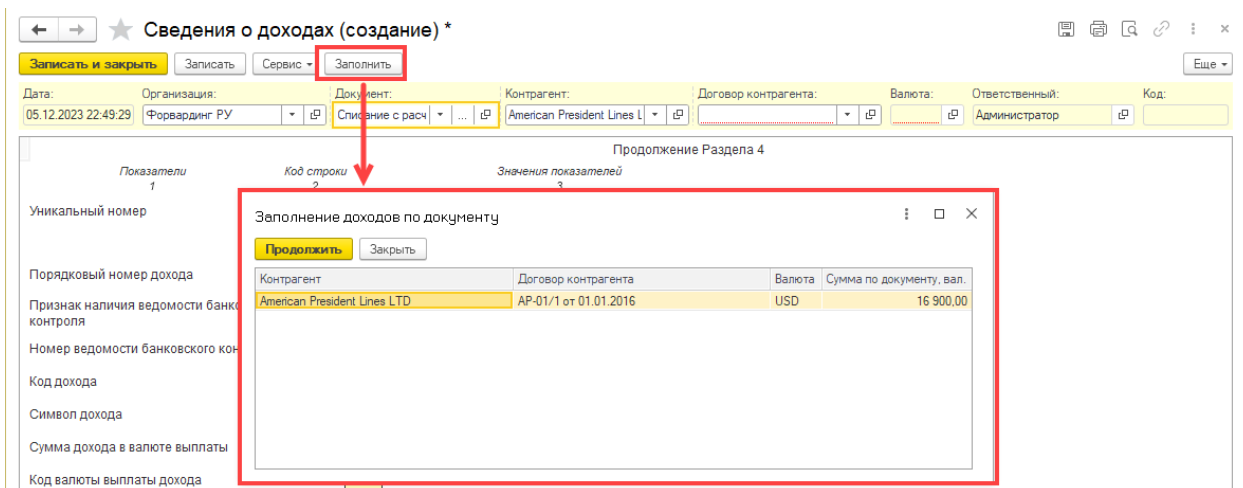 Сведения о доходах (создание) *
Записать и закрыть Записать Сервис Заполнить Еще
Дата: Организация: Документ: Контрагент: Договор контрагента: Валюта: Ответственный: Код:
05.12.2023 22:49:29 Форвардинг РУ Списание с расч ... American President Lines L Администратор
Продолжение Раздела 4
Показатели Код строки Значения показателей
1 2 3
Уникальный номер
Заполнение доходов по документу
Продолжить Закрыть
Порядковый номер дохода
Контрагент Договор контрагента Валюта Сумма по документу, вал.
American President Lines LTD AP-01/1 от 01.01.2016 USD 16 900,00
Признак наличия ведомости банко
контроля
Номер ведомости банковского кон
Код дохода
Символ дохода
Сумма дохода в валюте выплаты
Код валюты выплаты дохода